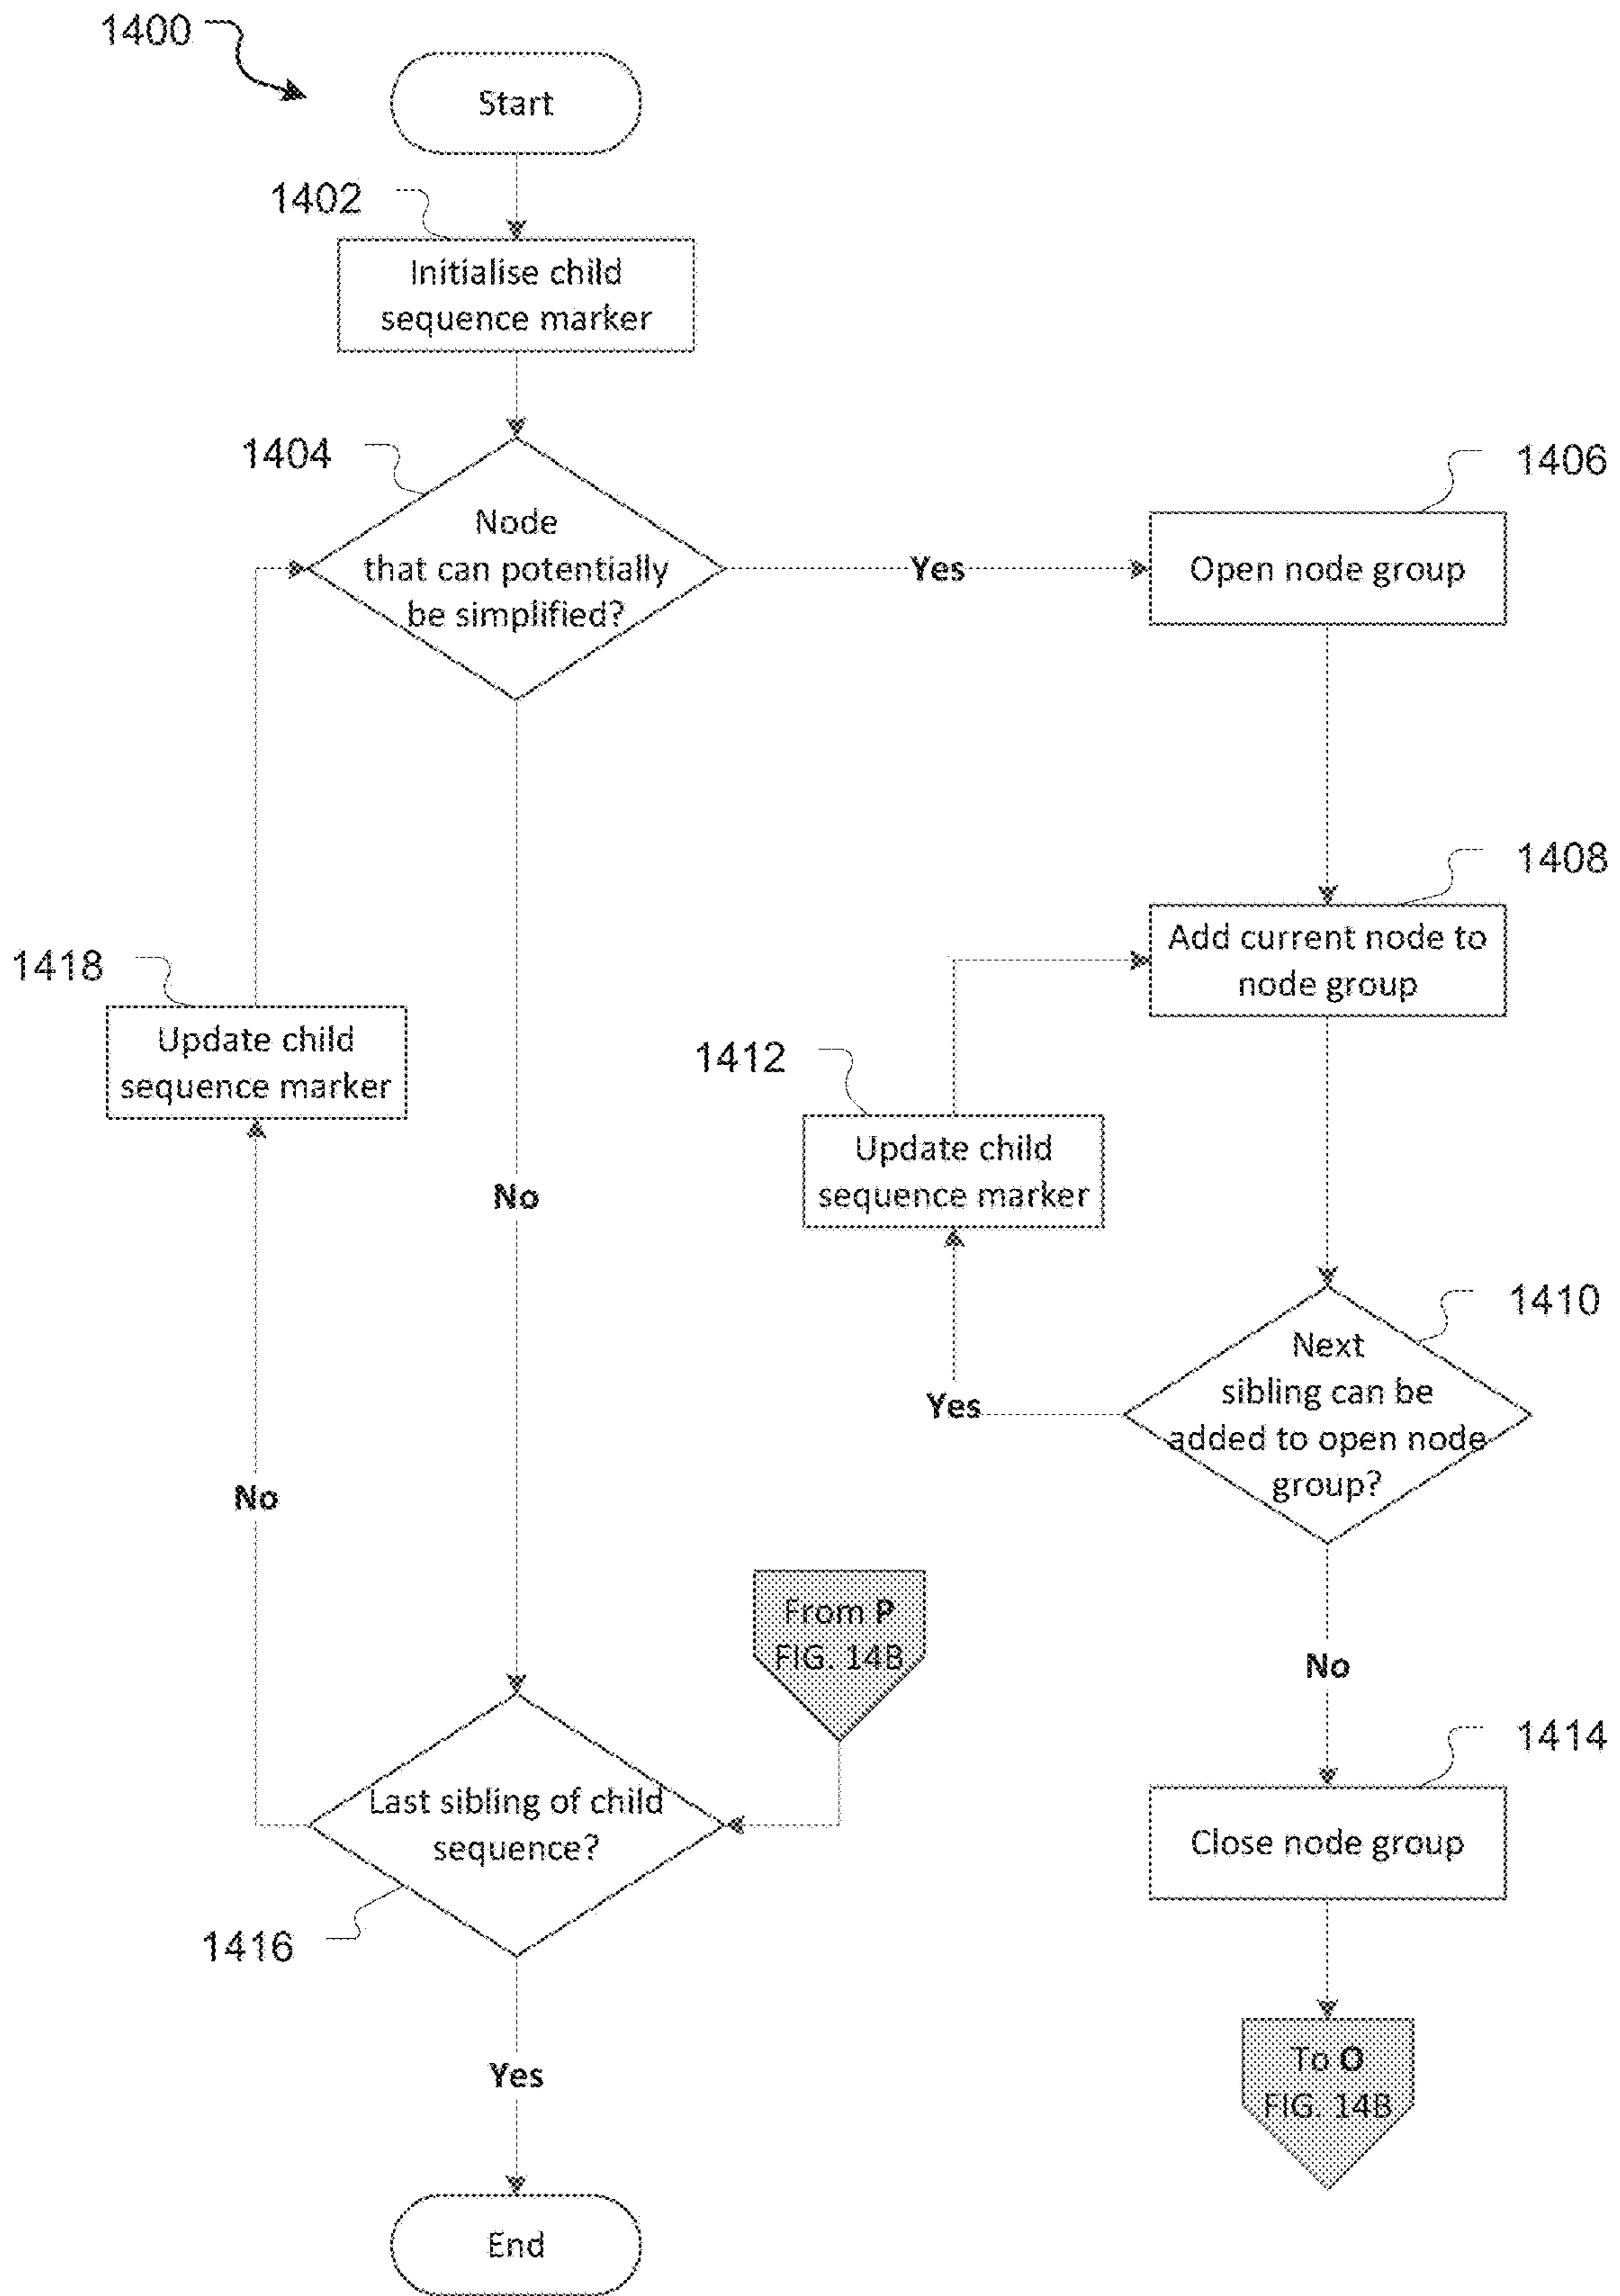 1400
Start
1402
Initialise child
sequence marker
1404
Node
that can potentially
be simplified?
Yes
1406
Open node group
1408
Add current node to
node group
1418
Update child
sequence marker
1412
Update child
sequence marker
No
1410
Next
sibling can be
added to open node
group?
Yes
No
From P
FIG. 14B
No
1414
Last sibling of child
sequence?
Close node group
1416
Yes
To O
FIG. 14B
End